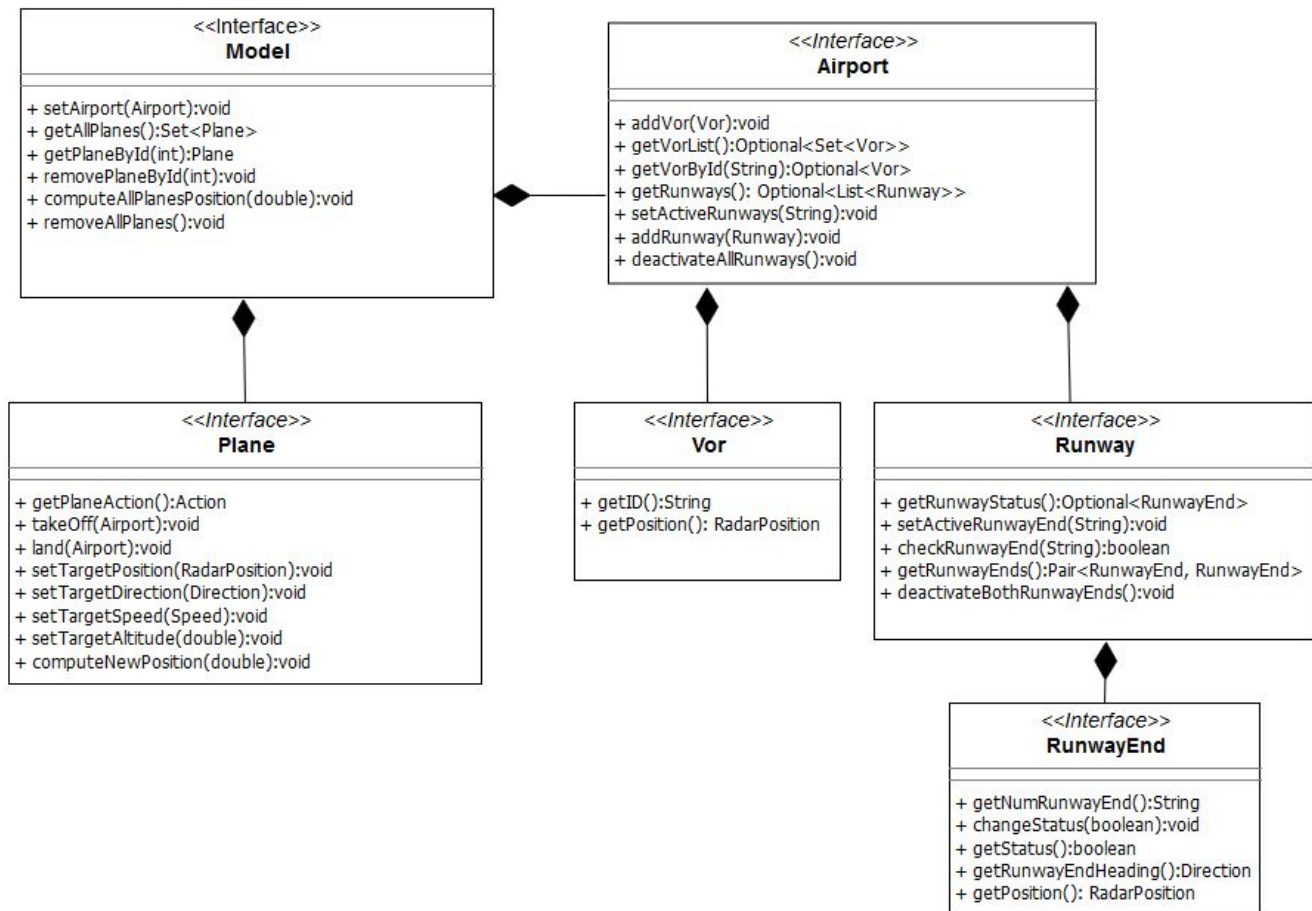 <<Interface>>
Model
+ setAirport(Airport):void
+ getAllPlanes():Set<Plane>
+ getPlaneById(int):Plane
+ removePlaneById(int):void
+ computeAllPlanesPosition(double):void
+ removeAllPlanes():void
<<Interface>>
Airport
+ addVor(Vor):void
+ getVorList():Optional<Set<Vor>>
+ getVorById(String):Optional<Vor>
+ getRunways(): Optional<List<Runway>>
+ setActiveRunways(String):void
+ addRunway(Runway):void
+ deactivateAllRunways():void
<<Interface>>
Plane
+ getPlaneAction():Action
+ takeOff(Airport):void
+ land(Airport):void
+ setTargetPosition(RadarPosition):void
+ setTargetDirection(Direction):void
+ setTargetSpeed(Speed):void
+ setTargetAltitude(double):void
+ computeNewPosition(double):void
<<Interface>>
Vor
+ getID():String
+ getPosition(): RadarPosition
<<Interface>>
Runway
+ getRunwayStatus():Optional<RunwayEnd>
+ setActiveRunwayEnd(String):void
+ checkRunwayEnd(String):boolean
+ getRunwayEnds():Pair<RunwayEnd, RunwayEnd>
+ deactivateBothRunwayEnds():void
<<Interface>>
RunwayEnd
+ getNumRunwayEnd():String
+ changeStatus(boolean):void
+ getStatus():boolean
+ getRunwayEndHeading():Direction
+ getPosition(): RadarPosition